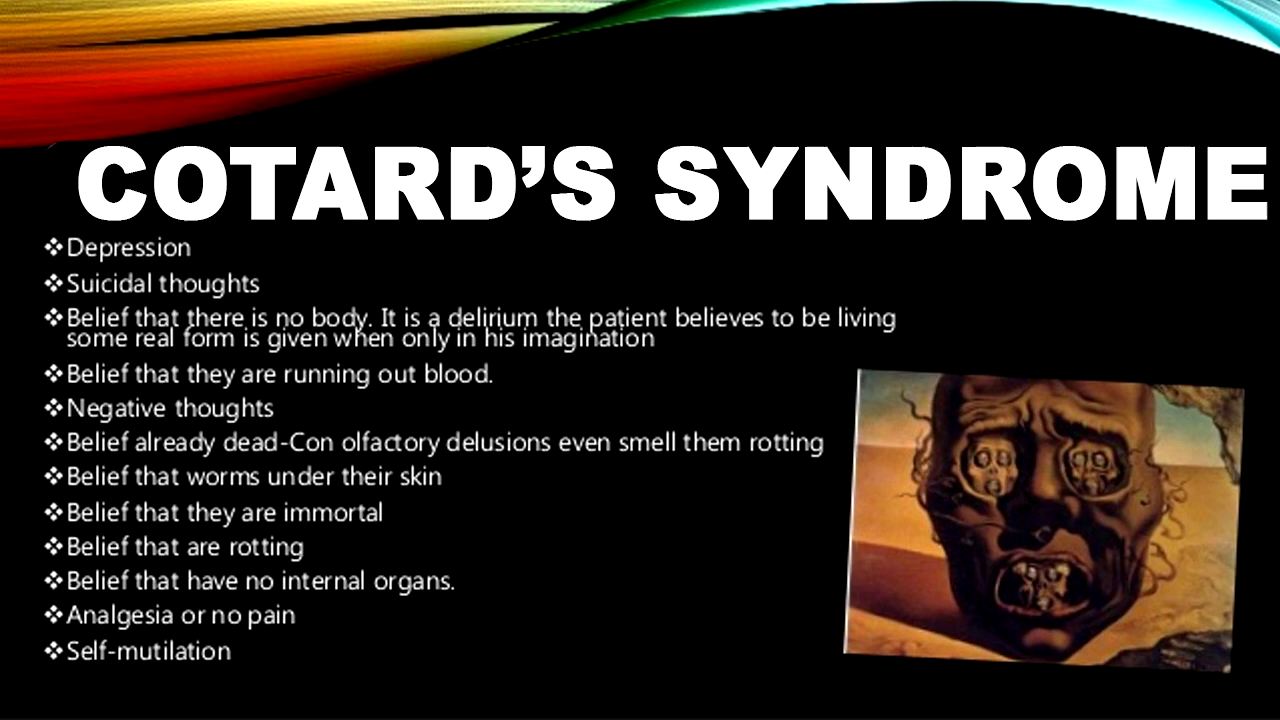 COTARD’S SYNDROME
❖Depression
❖Suicidal thoughts
❖Belief that there is no body. It is a delirium the patient believes to be living
some real form is given when only in his imagination
❖Belief that they are running out blood.
❖Negative thoughts
❖Belief already dead-Con olfactory delusions even smell them rotting
❖Belief that worms under their skin
❖Belief that they are immortal
❖Belief that are rotting
❖Belief that have no internal organs.
❖Analgesia or no pain
❖Self-mutilation